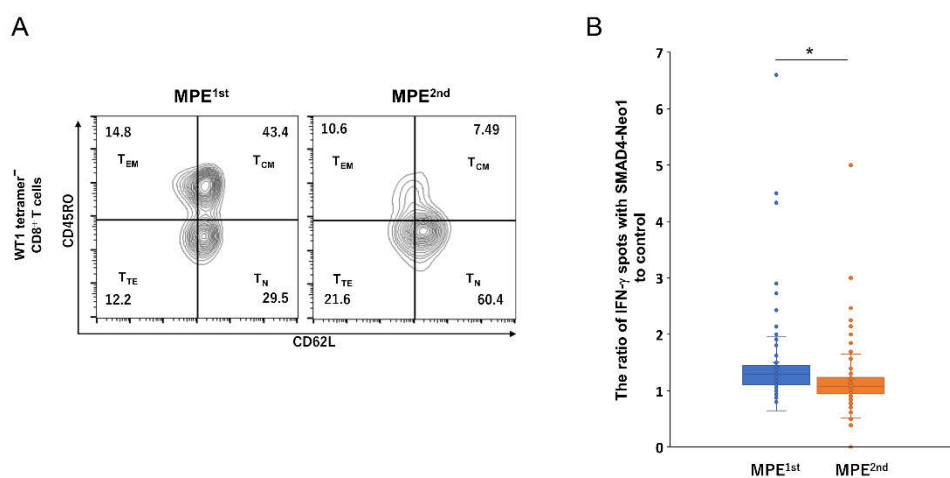 A
MPE1st
MPE2nd
14.8
43.4
TEM
TCM
TTE
TN
12.2
29.5
10.6
7.49
TEM
TCM
TTE
TN
21.6
60.4
WT1 tetramer−
CD8+ T cells
CD45RO
CD62L
B
*
The ratio of IFN-γ spots with SMAD4-Neo1
to control
7
6
5
4
3
2
1
0
MPE1st
MPE2nd